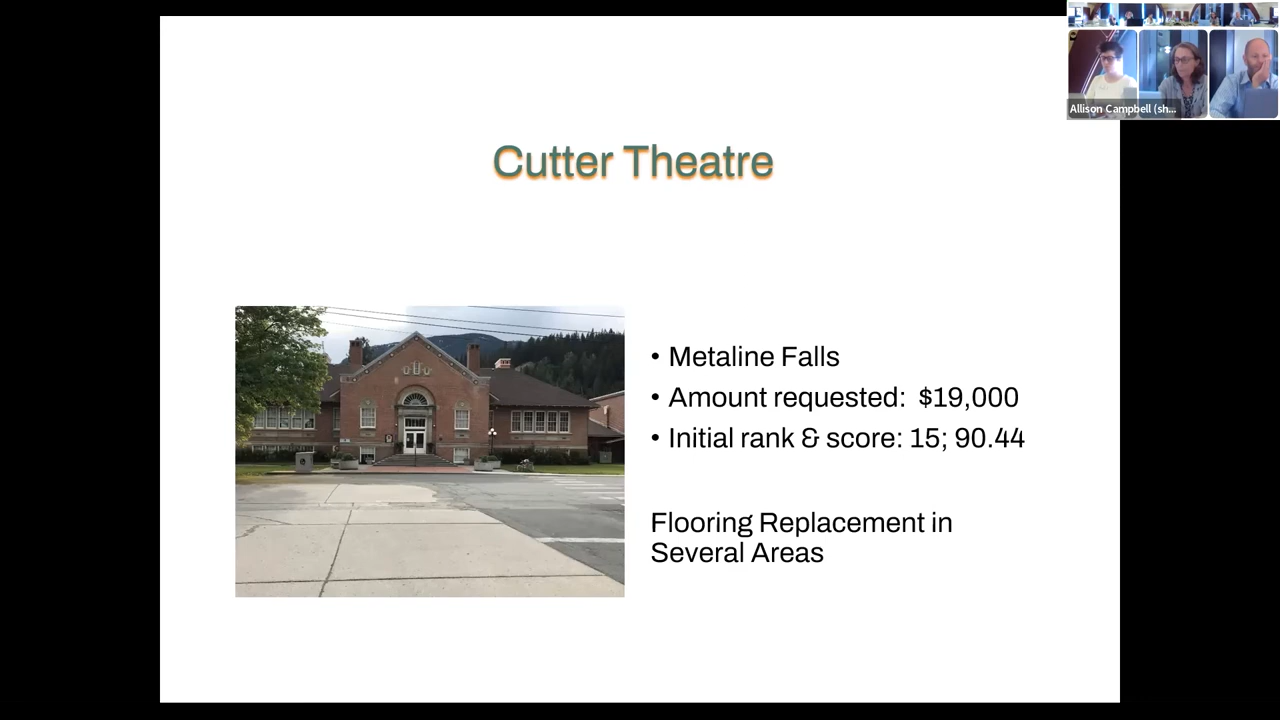 Allison Campbell (sh...
Cutter Theatre
• Metaline Falls
• Amount requested:  $19,000
• Initial rank & score: 15; 90.44
Flooring Replacement in
Several Areas